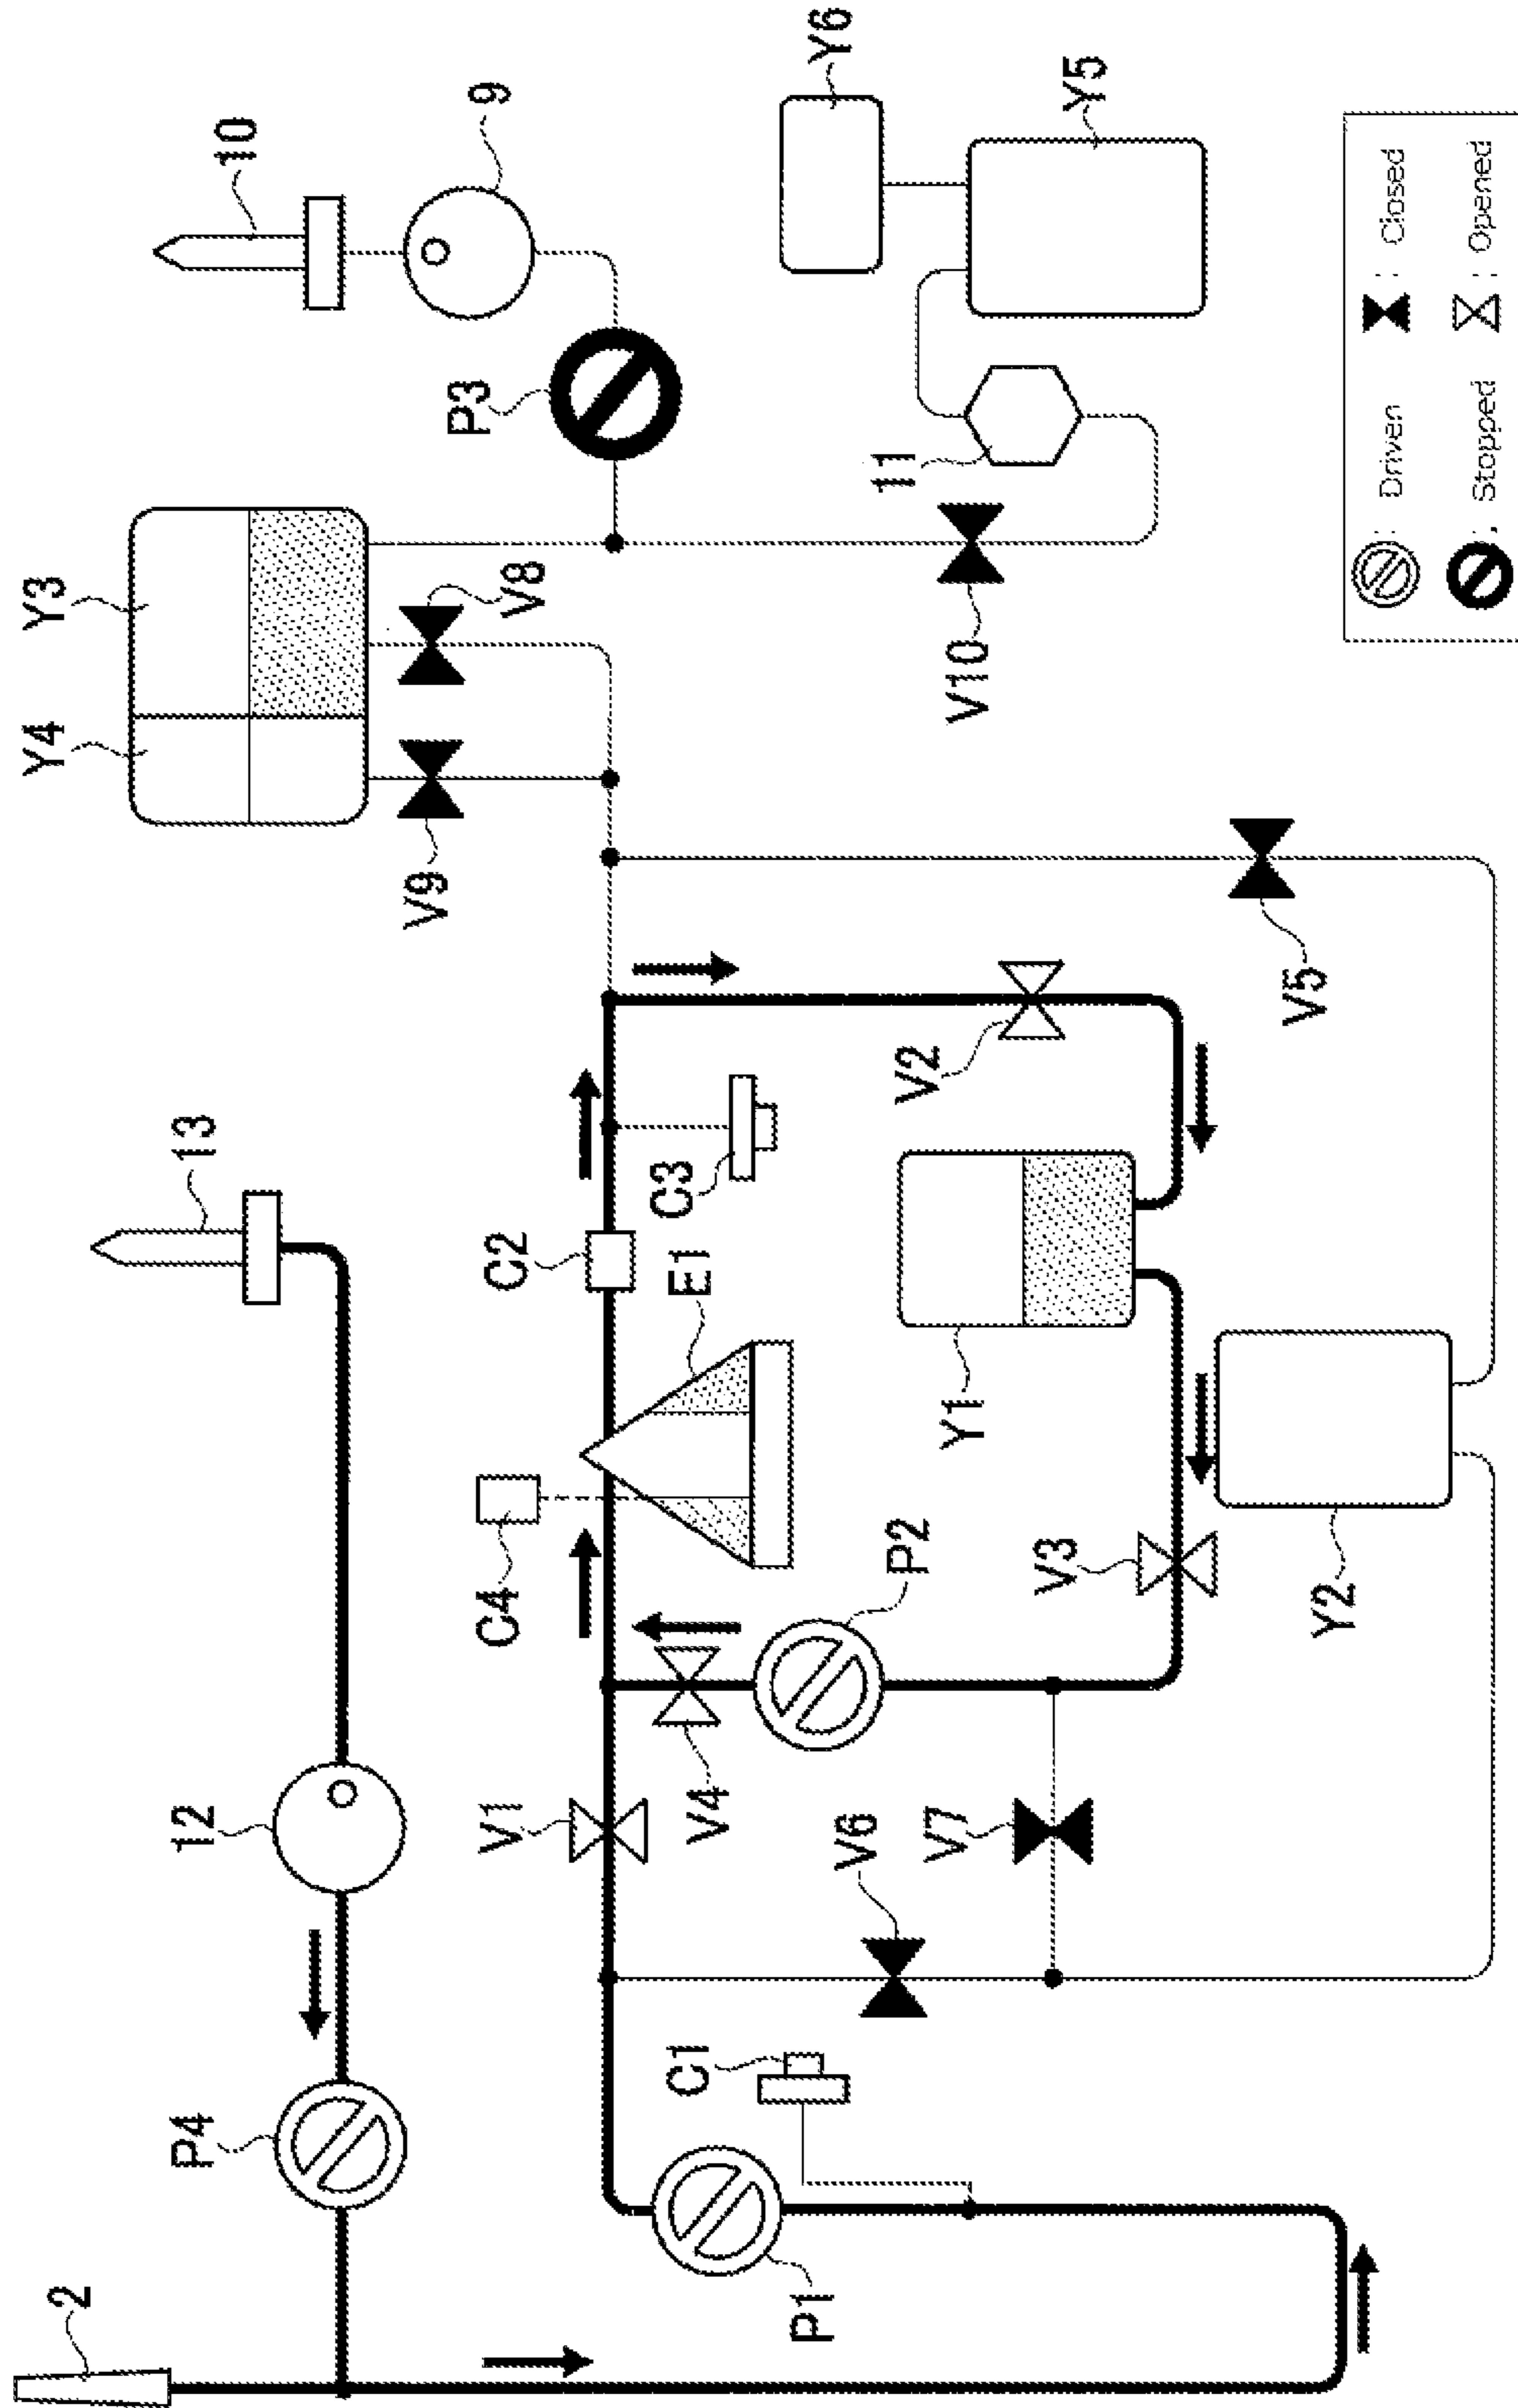 10
9
Y6
Y5
P3
11
Y3
Y4
V8
V9
V10
V5
13
C2
C3
E1
C4
V2
Y1
P2
V3
Y2
12
V1
V4
V6
V7
P4
C1
P1
2
: Driven
: Closed
: Stopped
: Opened